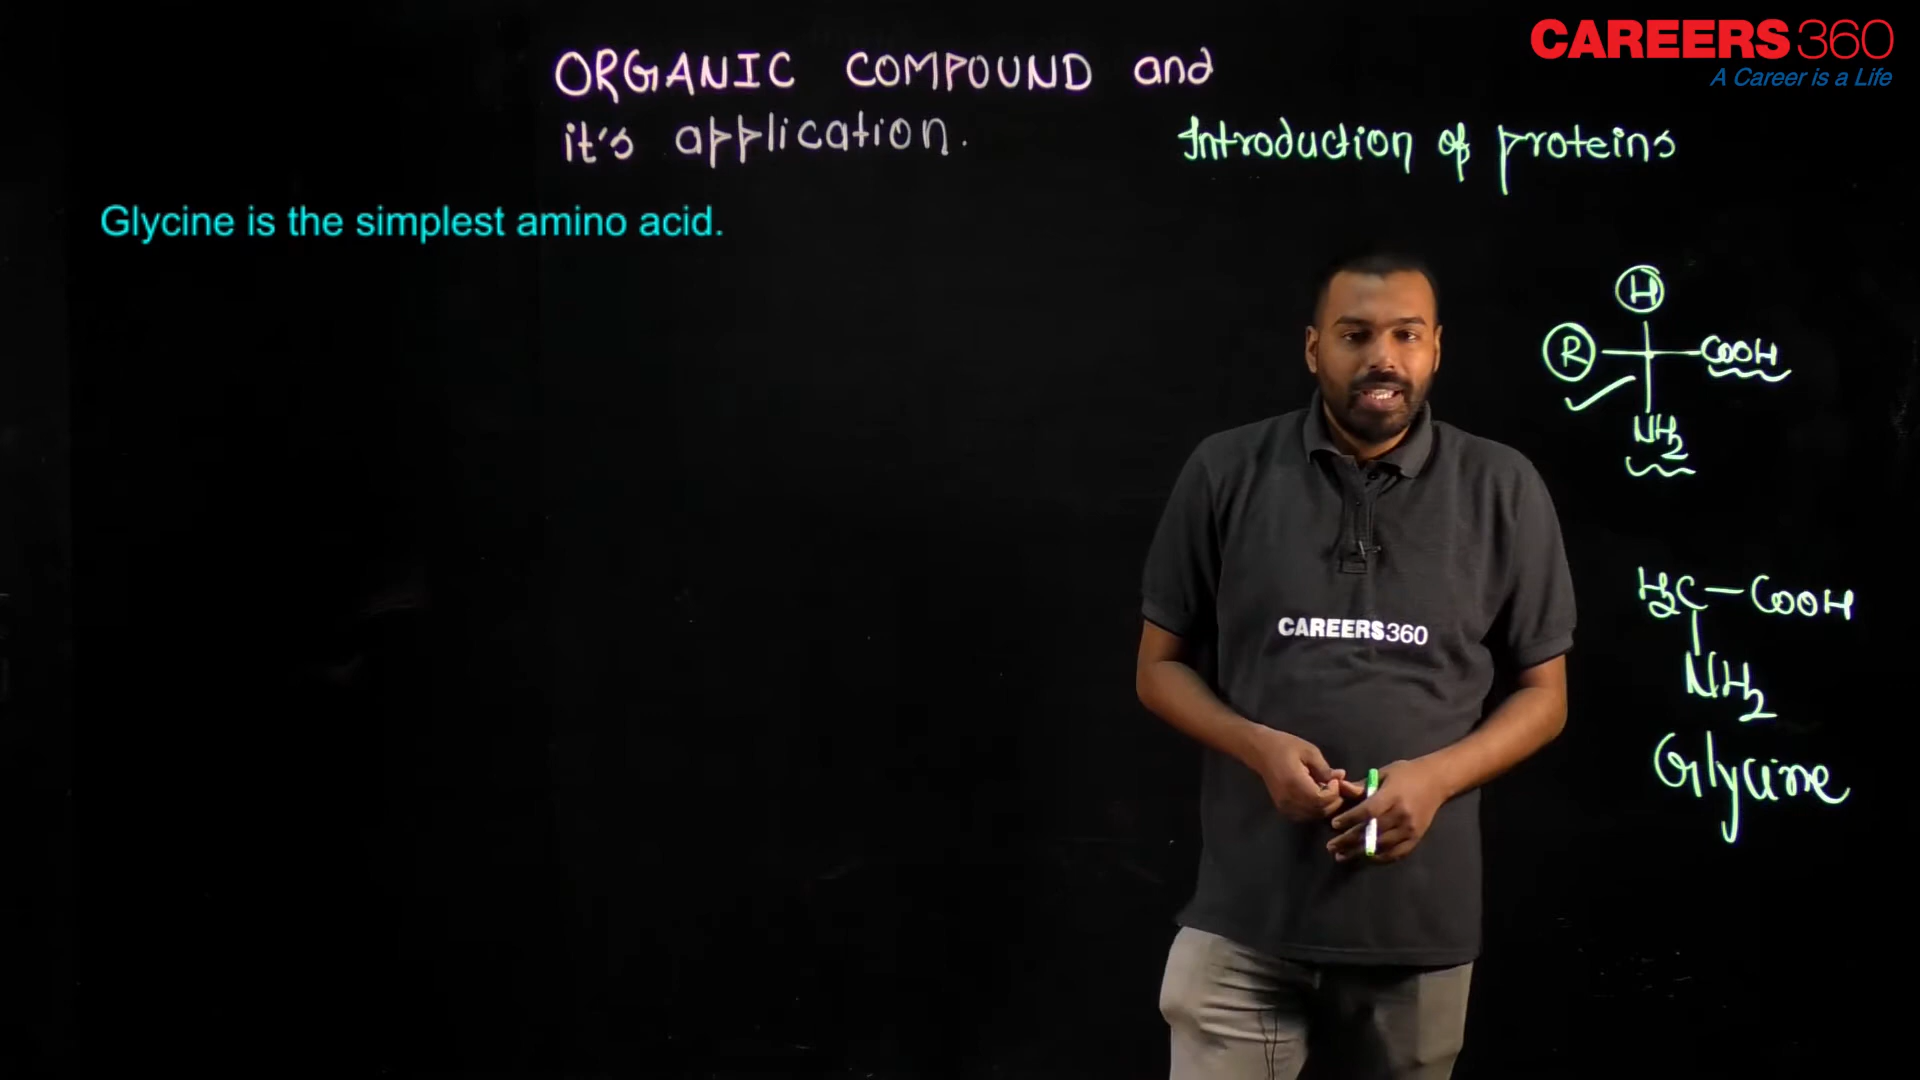 CAREERS360
A Career is a Life
ORGANIC COMPOUND and
it's application.
Introduction of proteins
Glycine is the simplest amino acid.
H
R COOH
NH2
H2C-COOH
NH2
Glycine
CAREERS360